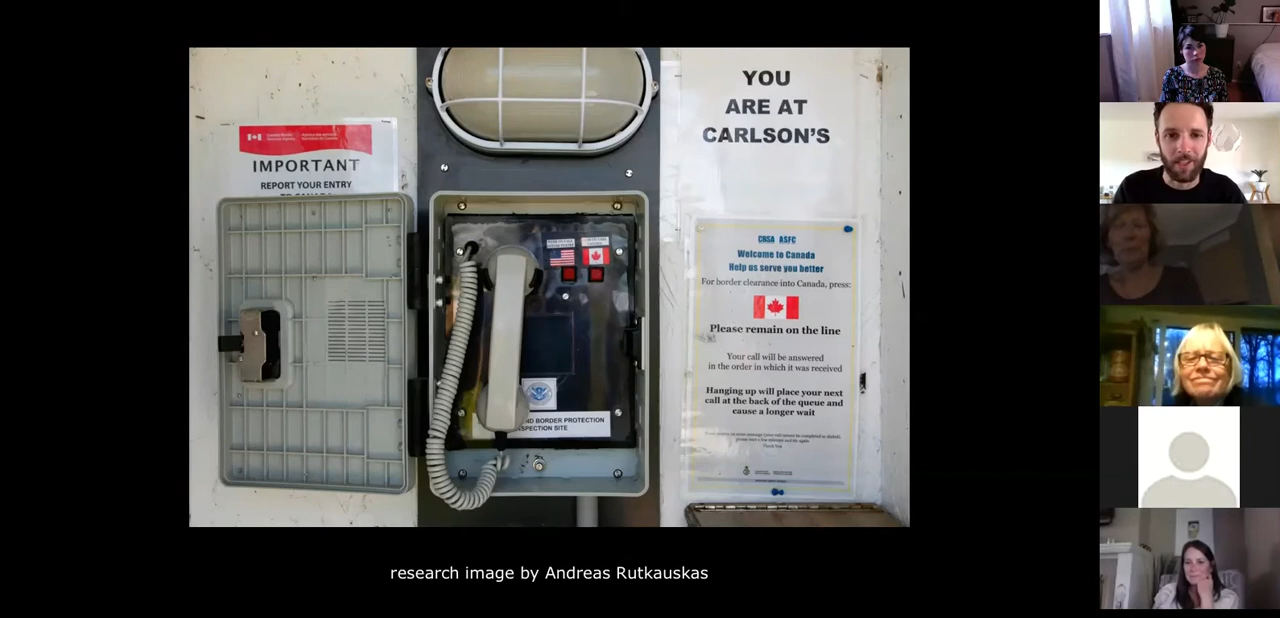 IMPORTANT
REPORT YOUR ENTRY
TO CANADA
YOU
ARE AT
CARLSON'S
CBSA ASFC
Welcome to Canada
Help us serve you better
For border clearance into Canada, press:
Please remain on the line
Your call will be answered
in the order in which it was received
Hanging up will place your next
call at the back of the queue and
cause a longer wait
BORDER PROTECTION
INSPECTION SITE
research image by Andreas Rutkauskas